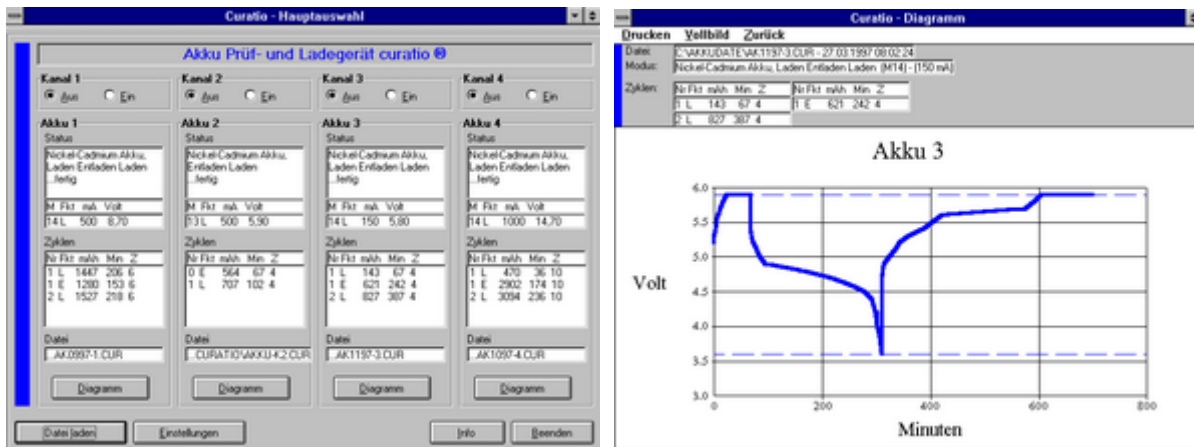 Curatio - Hauptauswahl
Akku Prüf- und Ladegerät curatio ®
Kanal 1 Kanal 2 Kanal 3 Kanal 4
Aus Ein Aus Ein Aus Ein Aus Ein
Akku 1 Akku 2 Akku 3 Akku 4
Status Status Status Status
Nickel-Cadmium Akku, Nickel-Cadmium Akku, Nickel-Cadmium Akku, Nickel-Cadmium Akku,
Laden Entladen Laden Entladen Laden Laden Entladen Laden Laden Entladen Laden
...fertig ...fertig ...fertig ...fertig
M Fkt mA Volt M Fkt mA Volt M Fkt mA Volt M Fkt mA Volt
14 L 500 8,70 13 L 500 5,90 14 L 150 5,80 14 L 1000 14,70
Zyklen Zyklen Zyklen Zyklen
Nr Fkt mAh Min Z Nr Fkt mAh Min Z Nr Fkt mAh Min Z Nr Fkt mAh Min Z
1 L 1447 206 6 0 E 564 67 4 1 L 143 67 4 1 L 470 36 10
1 E 1280 153 6 1 L 707 102 4 1 E 621 242 4 1 E 2902 174 10
2 L 1527 218 6 2 L 827 387 4 2 L 3094 236 10
Datei Datei Datei Datei
...AK0997-1.CUR ...CURATIO\AKKU-K2.CUR ...AK1197-3.CUR ...AK1097-4.CUR
Diagramm Diagramm Diagramm Diagramm
Datei laden Einstellungen Info Beenden
Curatio - Diagramm
Drucken Vollbild Zurück
Datei: C:\AKKUDATE\AK1197-3.CUR - 27.03.1997 08:02:24
Modus: Nickel-Cadmium Akku, Laden Entladen Laden (M14) - (150 mA)
Zyklen: Nr Fkt mAh Min Z Nr Fkt mAh Min Z
1 L 143 67 4 1 E 621 242 4
2 L 827 387 4
Akku 3
6.0
5.5
5.0
Volt
4.5
4.0
3.5
3.0
0 200 400 600 800
Minuten